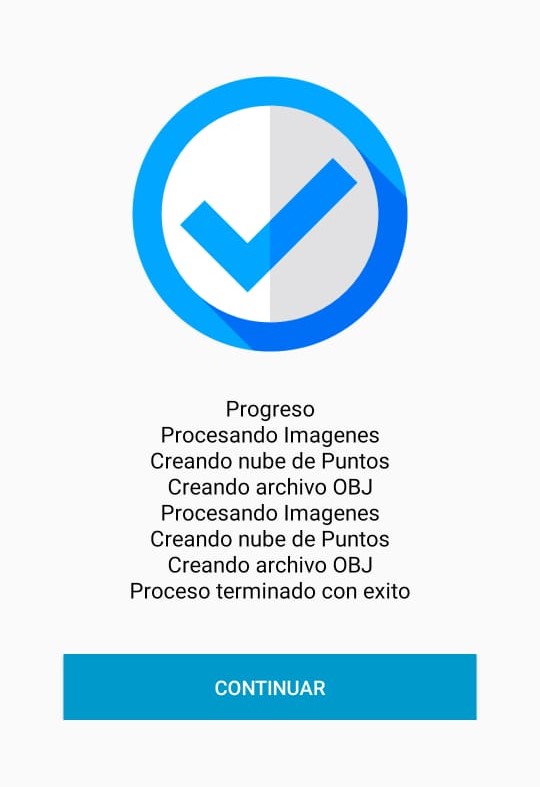 Progreso
Procesando Imagenes
Creando nube de Puntos
Creando archivo OBJ
Procesando Imagenes
Creando nube de Puntos
Creando archivo OBJ
Proceso terminado con exito
CONTINUAR